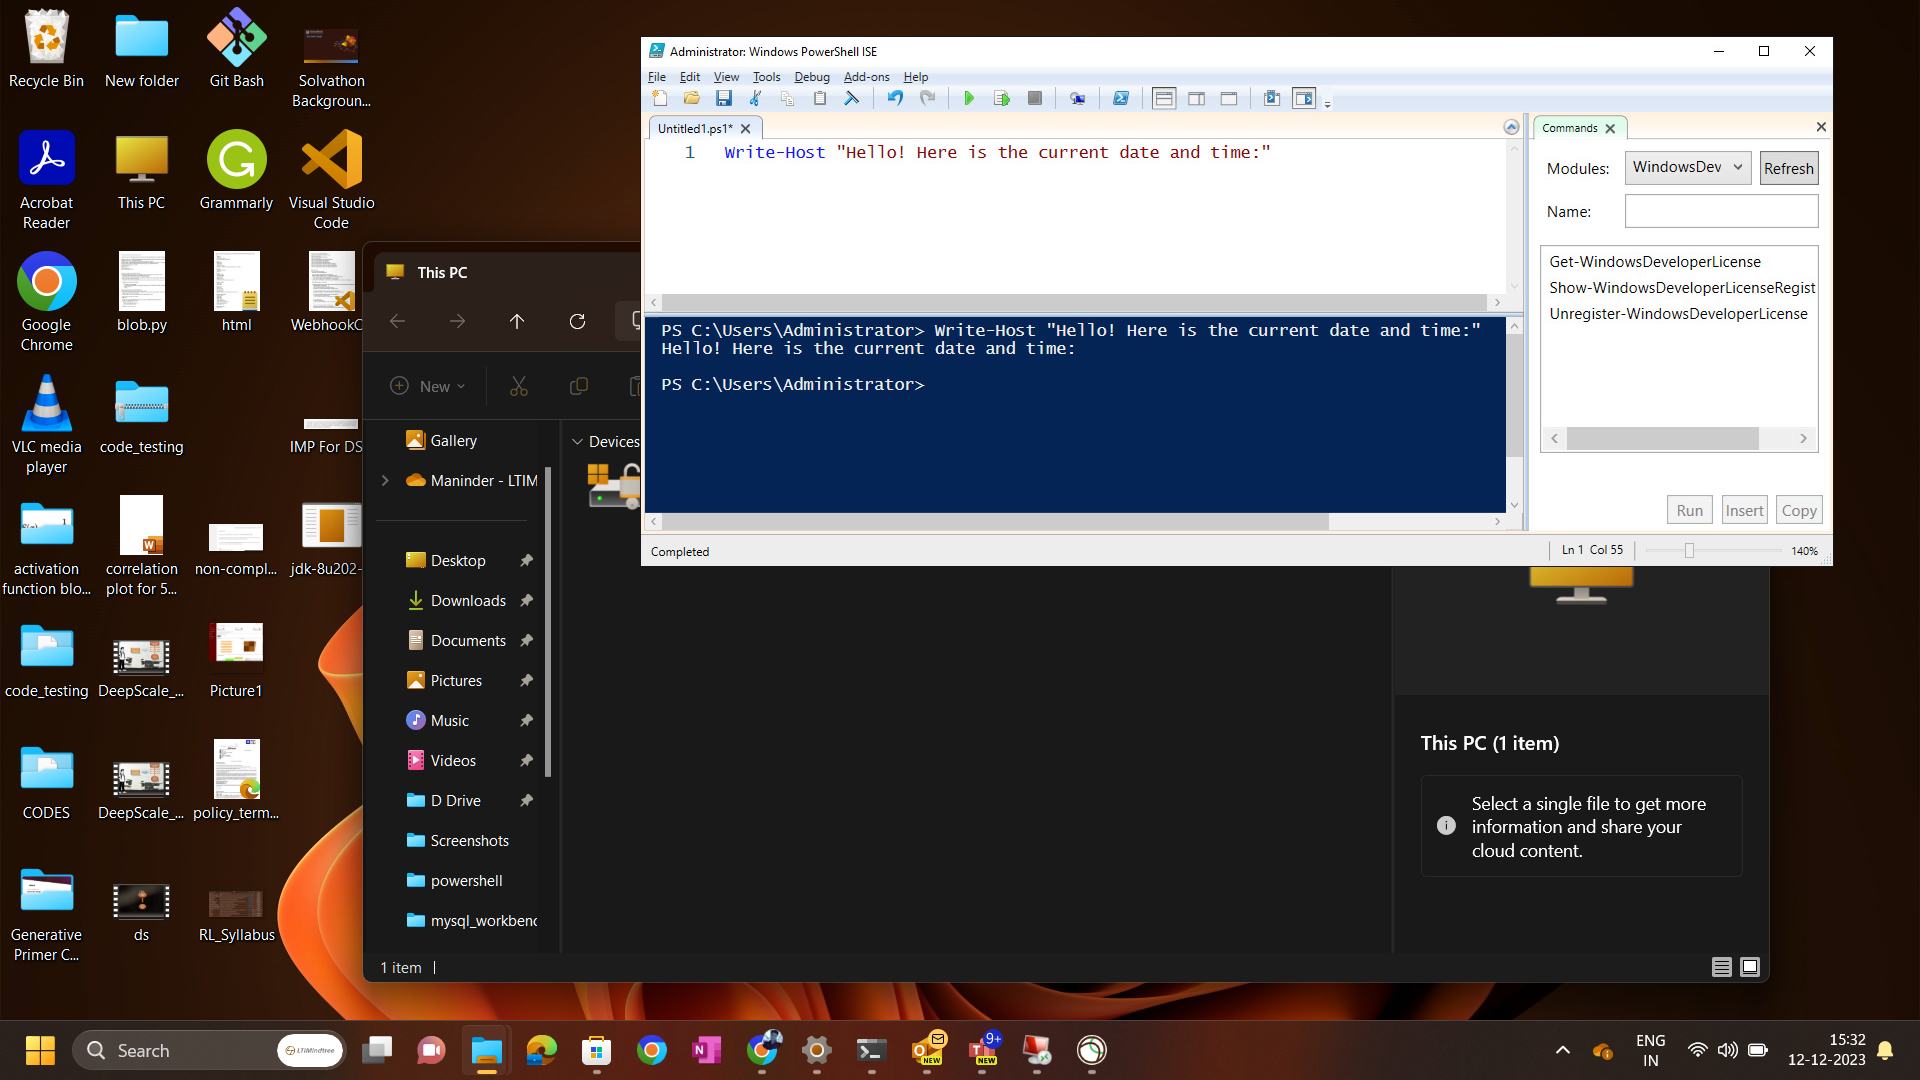 Recycle Bin
New folder
Git Bash
Solvathon
Backgroun...
Acrobat
Reader
This PC
Grammarly
Visual Studio
Code
Google
Chrome
blob.py
html
WebhookC
VLC media
player
code_testing
IMP For DS
activation
function blo...
correlation
plot for 5...
non-compl...
jdk-8u202-
code_testing
DeepScale_...
Picture1
CODES
DeepScale_...
policy_term...
Generative
Primer C...
ds
RL_Syllabus
Administrator: Windows PowerShell ISE
File Edit View Tools Debug Add-ons Help
Untitled1.ps1*
1 Write-Host "Hello! Here is the current date and time:"
PS C:\Users\Administrator> Write-Host "Hello! Here is the current date and time:"
Hello! Here is the current date and time:
PS C:\Users\Administrator>
Completed
Ln 1 Col 55
140%
Commands
Modules: WindowsDev Refresh
Name:
Get-WindowsDeveloperLicense
Show-WindowsDeveloperLicenseRegist
Unregister-WindowsDeveloperLicense
Run Insert Copy
This PC
New
Gallery
Maninder - LTIM
Desktop
Downloads
Documents
Pictures
Music
Videos
D Drive
Screenshots
powershell
mysql_workbenc
Devices
This PC (1 item)
Select a single file to get more
information and share your
cloud content.
1 item
Search
LTIMindtree
NEW
9+
NEW
ENG
IN
15:32
12-12-2023